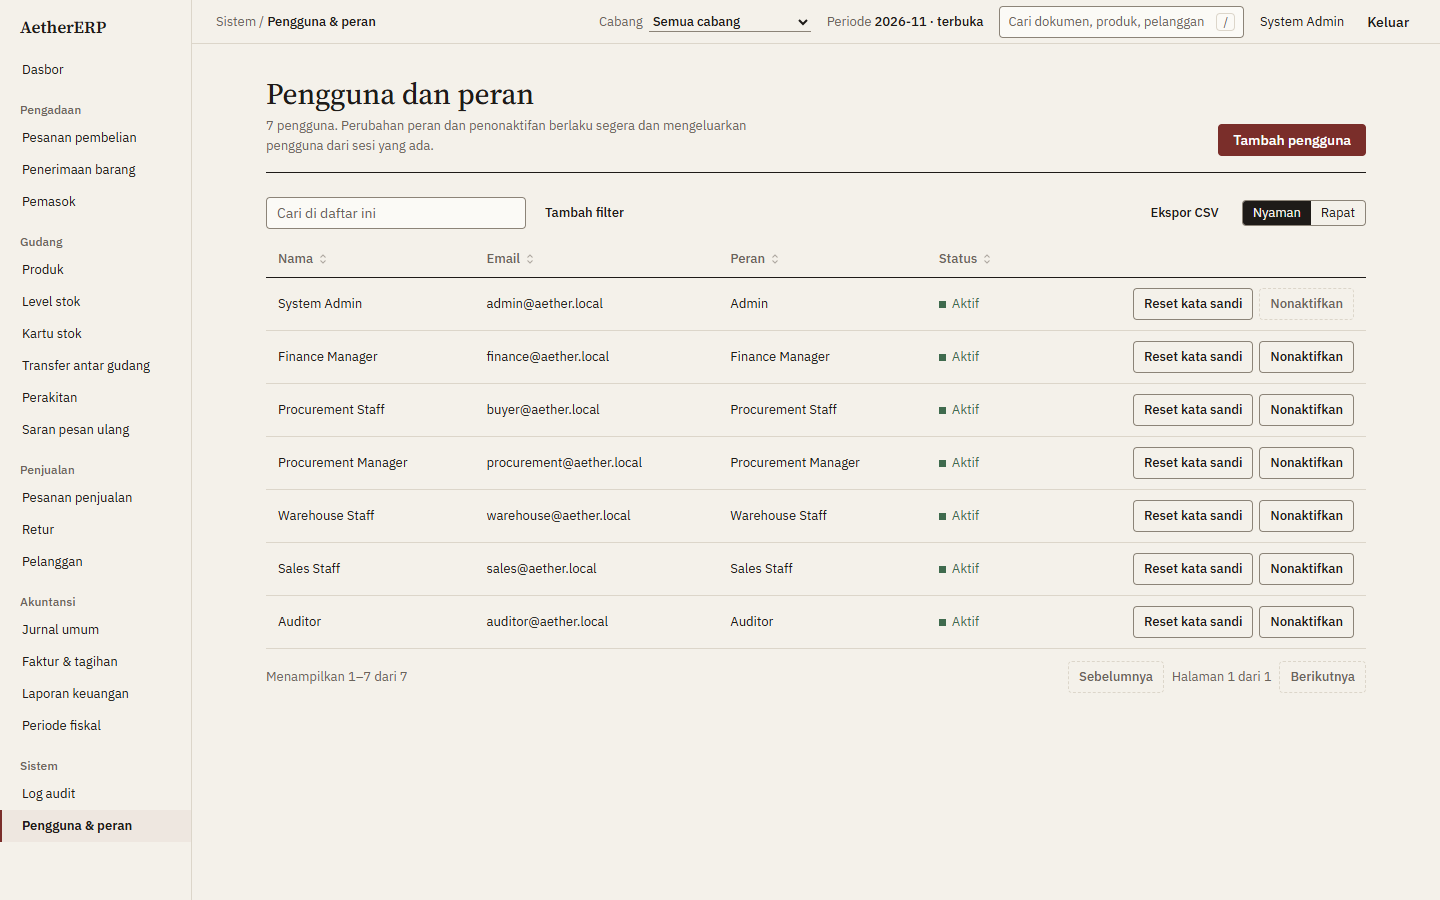 AetherERP
Dasbor
Pengadaan
Pesanan pembelian
Penerimaan barang
Pemasok
Gudang
Produk
Level stok
Kartu stok
Transfer antar gudang
Perakitan
Saran pesan ulang
Penjualan
Pesanan penjualan
Retur
Pelanggan
Akuntansi
Jurnal umum
Faktur & tagihan
Laporan keuangan
Periode fiskal
Sistem
Log audit
Pengguna & peran
Sistem / Pengguna & peran
Cabang Semua cabang Periode 2026-11 · terbuka Cari dokumen, produk, pelanggan / System Admin Keluar
Pengguna dan peran
7 pengguna. Perubahan peran dan penonaktifan berlaku segera dan mengeluarkan
pengguna dari sesi yang ada.
Tambah pengguna
Cari di daftar ini Tambah filter Ekspor CSV Nyaman Rapat
Nama Email Peran Status
System Admin admin@aether.local Admin Aktif Reset kata sandi Nonaktifkan
Finance Manager finance@aether.local Finance Manager Aktif Reset kata sandi Nonaktifkan
Procurement Staff buyer@aether.local Procurement Staff Aktif Reset kata sandi Nonaktifkan
Procurement Manager procurement@aether.local Procurement Manager Aktif Reset kata sandi Nonaktifkan
Warehouse Staff warehouse@aether.local Warehouse Staff Aktif Reset kata sandi Nonaktifkan
Sales Staff sales@aether.local Sales Staff Aktif Reset kata sandi Nonaktifkan
Auditor auditor@aether.local Auditor Aktif Reset kata sandi Nonaktifkan
Menampilkan 1–7 dari 7 Sebelumnya Halaman 1 dari 1 Berikutnya